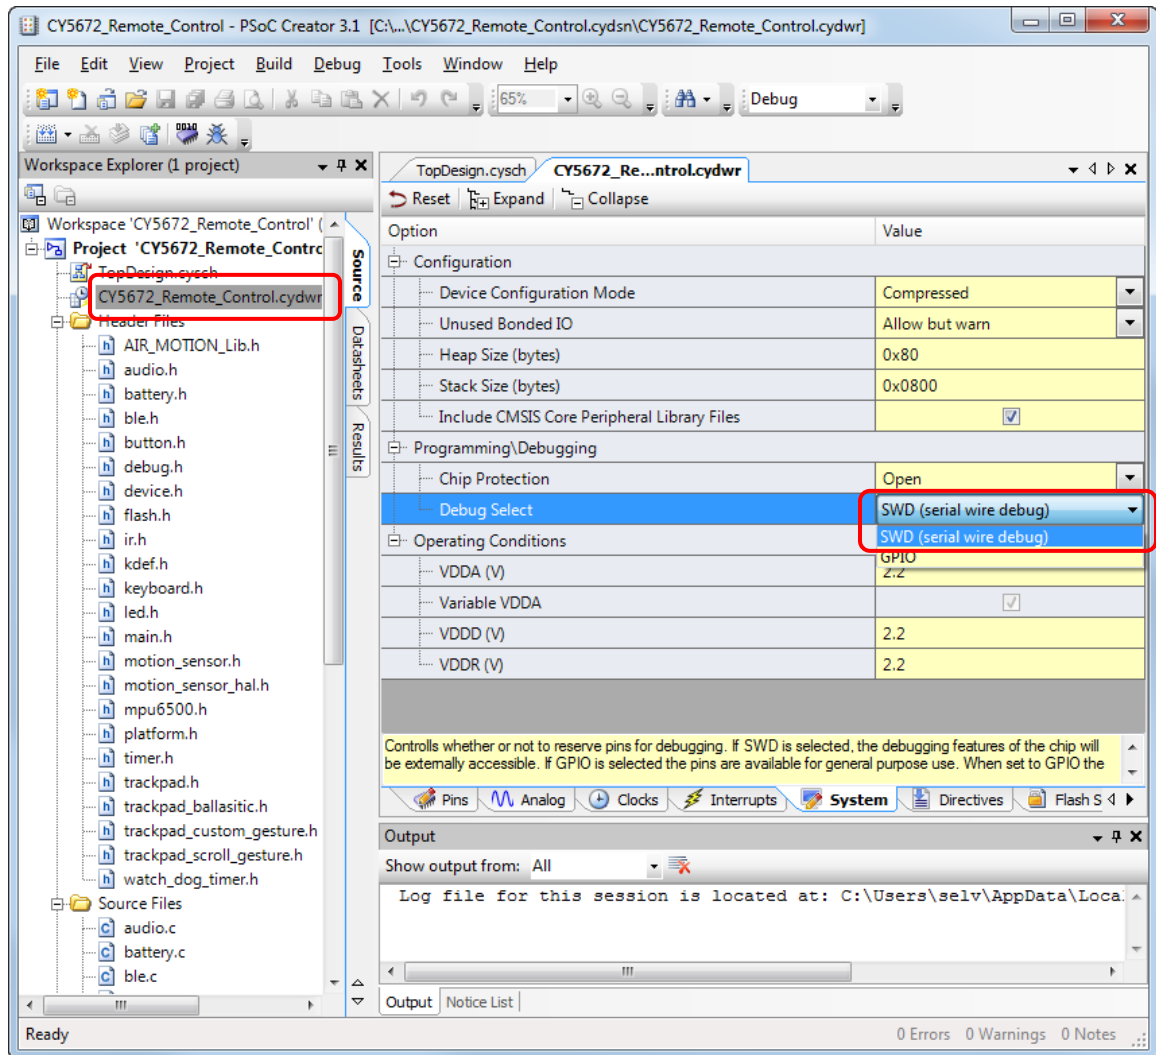 CY5672_Remote_Control - PSoC Creator 3.1 [C:\...\CY5672_Remote_Control.cydsn\CY5672_Remote_Control.cydwr]
File Edit View Project Build Debug Tools Window Help
65% Debug
Workspace Explorer (1 project)
Workspace 'CY5672_Remote_Control' (
Project 'CY5672_Remote_Contrc
TopDesign.cysch
CY5672_Remote_Control.cydwr
Header Files
AIR_MOTION_Lib.h
audio.h
battery.h
ble.h
button.h
debug.h
device.h
flash.h
ir.h
kdef.h
keyboard.h
led.h
main.h
motion_sensor.h
motion_sensor_hal.h
mpu6500.h
platform.h
timer.h
trackpad.h
trackpad_ballasitic.h
trackpad_custom_gesture.h
trackpad_scroll_gesture.h
watch_dog_timer.h
Source Files
audio.c
battery.c
ble.c
Source
Datasheets
Results
TopDesign.cysch CY5672_Re...ntrol.cydwr
Reset Expand Collapse
Option Value
Configuration
Device Configuration Mode Compressed
Unused Bonded IO Allow but warn
Heap Size (bytes) 0x80
Stack Size (bytes) 0x0800
Include CMSIS Core Peripheral Library Files
Programming\Debugging
Chip Protection Open
Debug Select SWD (serial wire debug)
SWD (serial wire debug)
GPIO
Operating Conditions
VDDA (V) 2.2
Variable VDDA
VDDD (V) 2.2
VDDR (V) 2.2
Controlls whether or not to reserve pins for debugging. If SWD is selected, the debugging features of the chip will
be externally accessible. If GPIO is selected the pins are available for general purpose use. When set to GPIO the
Pins Analog Clocks Interrupts System Directives Flash S
Output
Show output from: All
Log file for this session is located at: C:\Users\selv\AppData\Loca
Output Notice List
Ready 0 Errors 0 Warnings 0 Notes